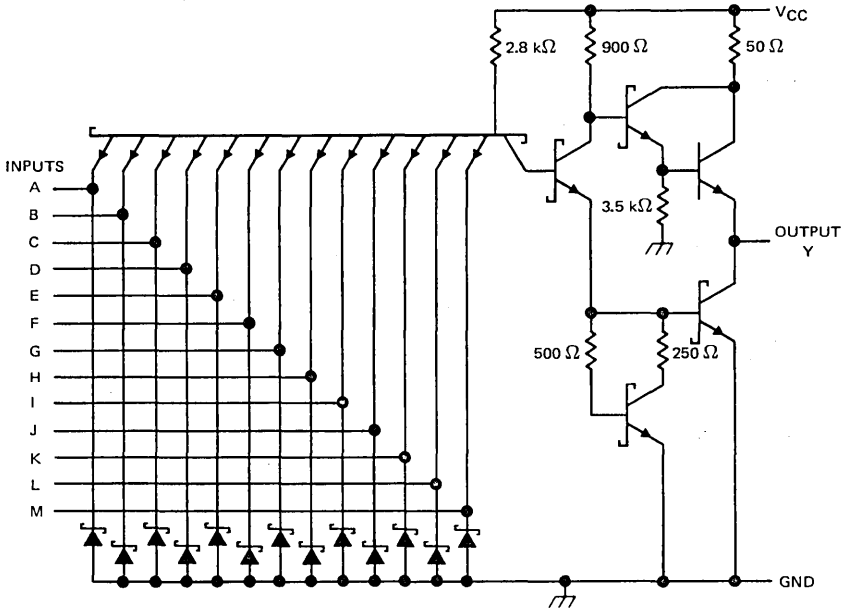 VCC
2.8 kΩ
900 Ω
50 Ω
INPUTS
A
B
C
D
E
F
G
H
I
J
K
L
M
3.5 kΩ
OUTPUT
Y
500 Ω
250 Ω
GND